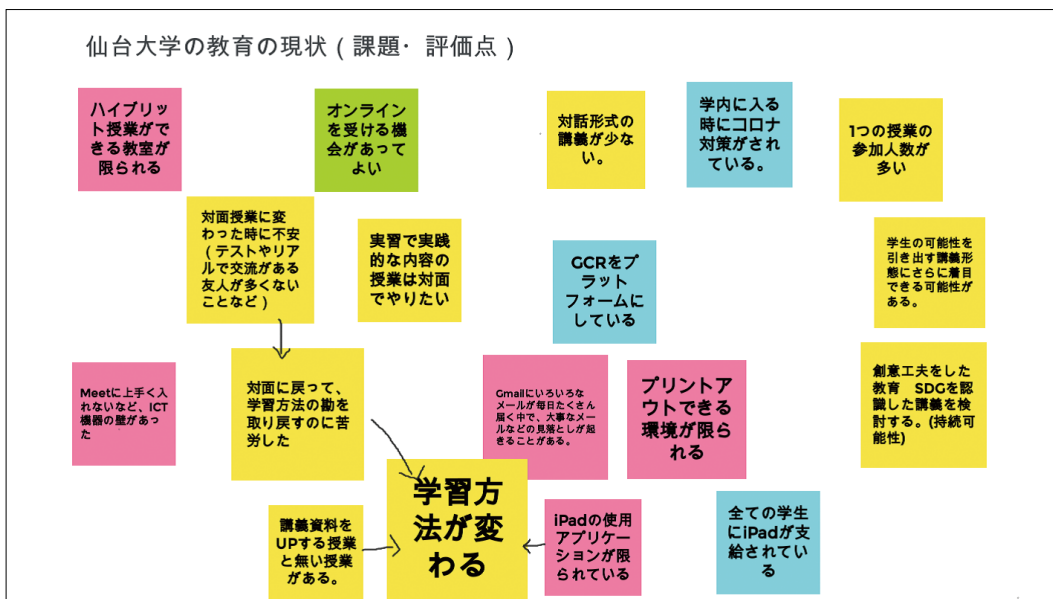 仙台大学の教育の現状（課題・評価点）
ハイブリッ
ト授業がで
きる教室が
限られる
オンライン
を受ける機
会があって
よい
対話形式の
講義が少な
い。
学内に入る
時にコロナ
対策がされ
ている。
1つの授業の
参加人数が
多い
対面授業に変
わった時に不安
（テストやリア
ルで交流がある
友人が多くない
ことなど）
実習で実践
的な内容の
授業は対面
でやりたい
GCRをプ
ラット
フォームに
している
学生の可能性を
引き出す講義形
態にさらに着目
できる可能性が
ある。
Meetに上手く入
れないなど、ICT
機器の壁があっ
た
対面に戻って、
学習方法の勘を
取り戻すのに苦
労した
Gmailにいろいろな
メールが毎日たくさん
届く中で、大事なメー
ルなどの見落としが起
きることがある。
プリントア
ウトできる
環境が限ら
れる
創意工夫をした
教育　SDGを認
識した講義を検
討する。(持続可
能性)
学習方
法が変
わる
講義資料を
UPする授業
と無い授業
がある。
iPadの使用
アプリケー
ションが限
られている
全ての学生
にiPadが支
給されてい
る